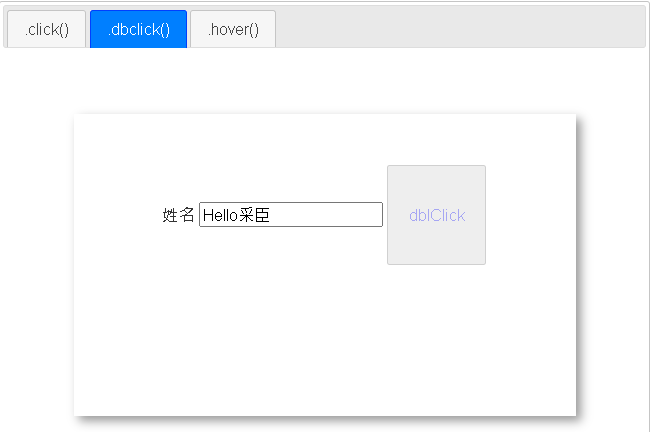 .click() .dbclick() .hover()
姓名 Hello采臣 dblClick